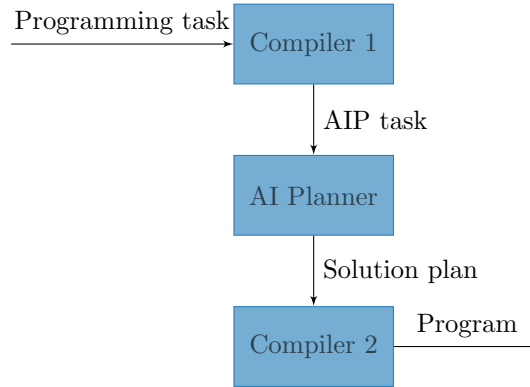 Programming task
Compiler 1
AIP task
AI Planner
Solution plan
Compiler 2
Program